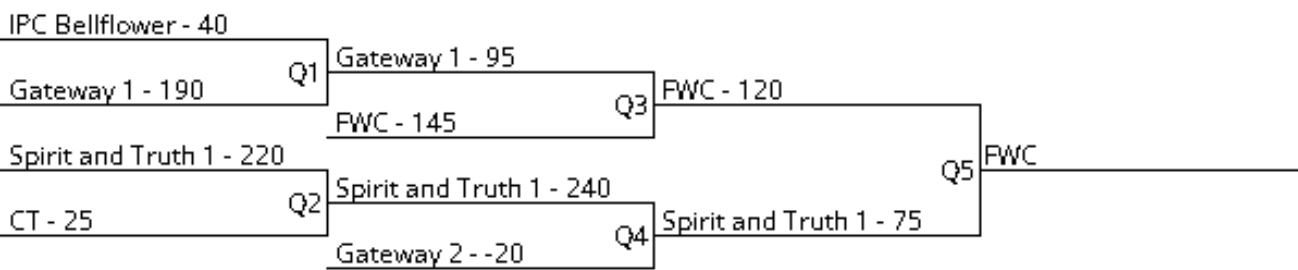 IPC Bellflower - 40
Gateway 1 - 95
Q1
Gateway 1 - 190
FWC - 120
Q3
FWC - 145
Spirit and Truth 1 - 220
FWC
Q5
Spirit and Truth 1 - 240
Q2
CT - 25
Spirit and Truth 1 - 75
Q4
Gateway 2 - -20